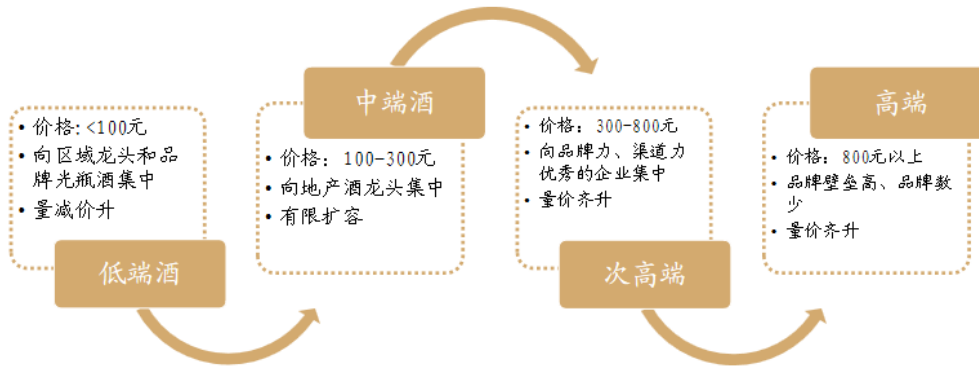 • 价格: <100元
• 向区域龙头和品
牌光瓶酒集中
• 量减价升
低端酒
中端酒
• 价格: 100-300元
• 向地产酒龙头集中
• 有限扩容
• 价格: 300-800元
• 向品牌力、渠道力
优秀的企业集中
• 量价齐升
次高端
高端
• 价格: 800元以上
• 品牌壁垒高、品牌数
少
• 量价齐升